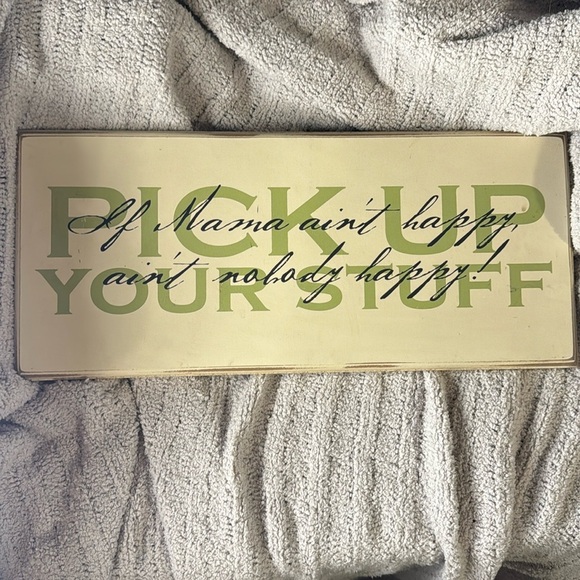 PICK UP
If Mama ain't happy,
YOUR STUFF
ain't nobody happy!